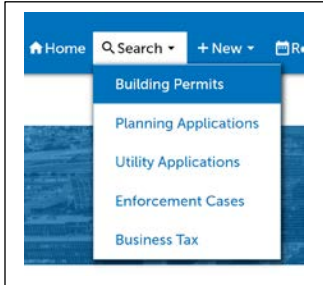 Home Search + New
Building Permits
Planning Applications
Utility Applications
Enforcement Cases
Business Tax